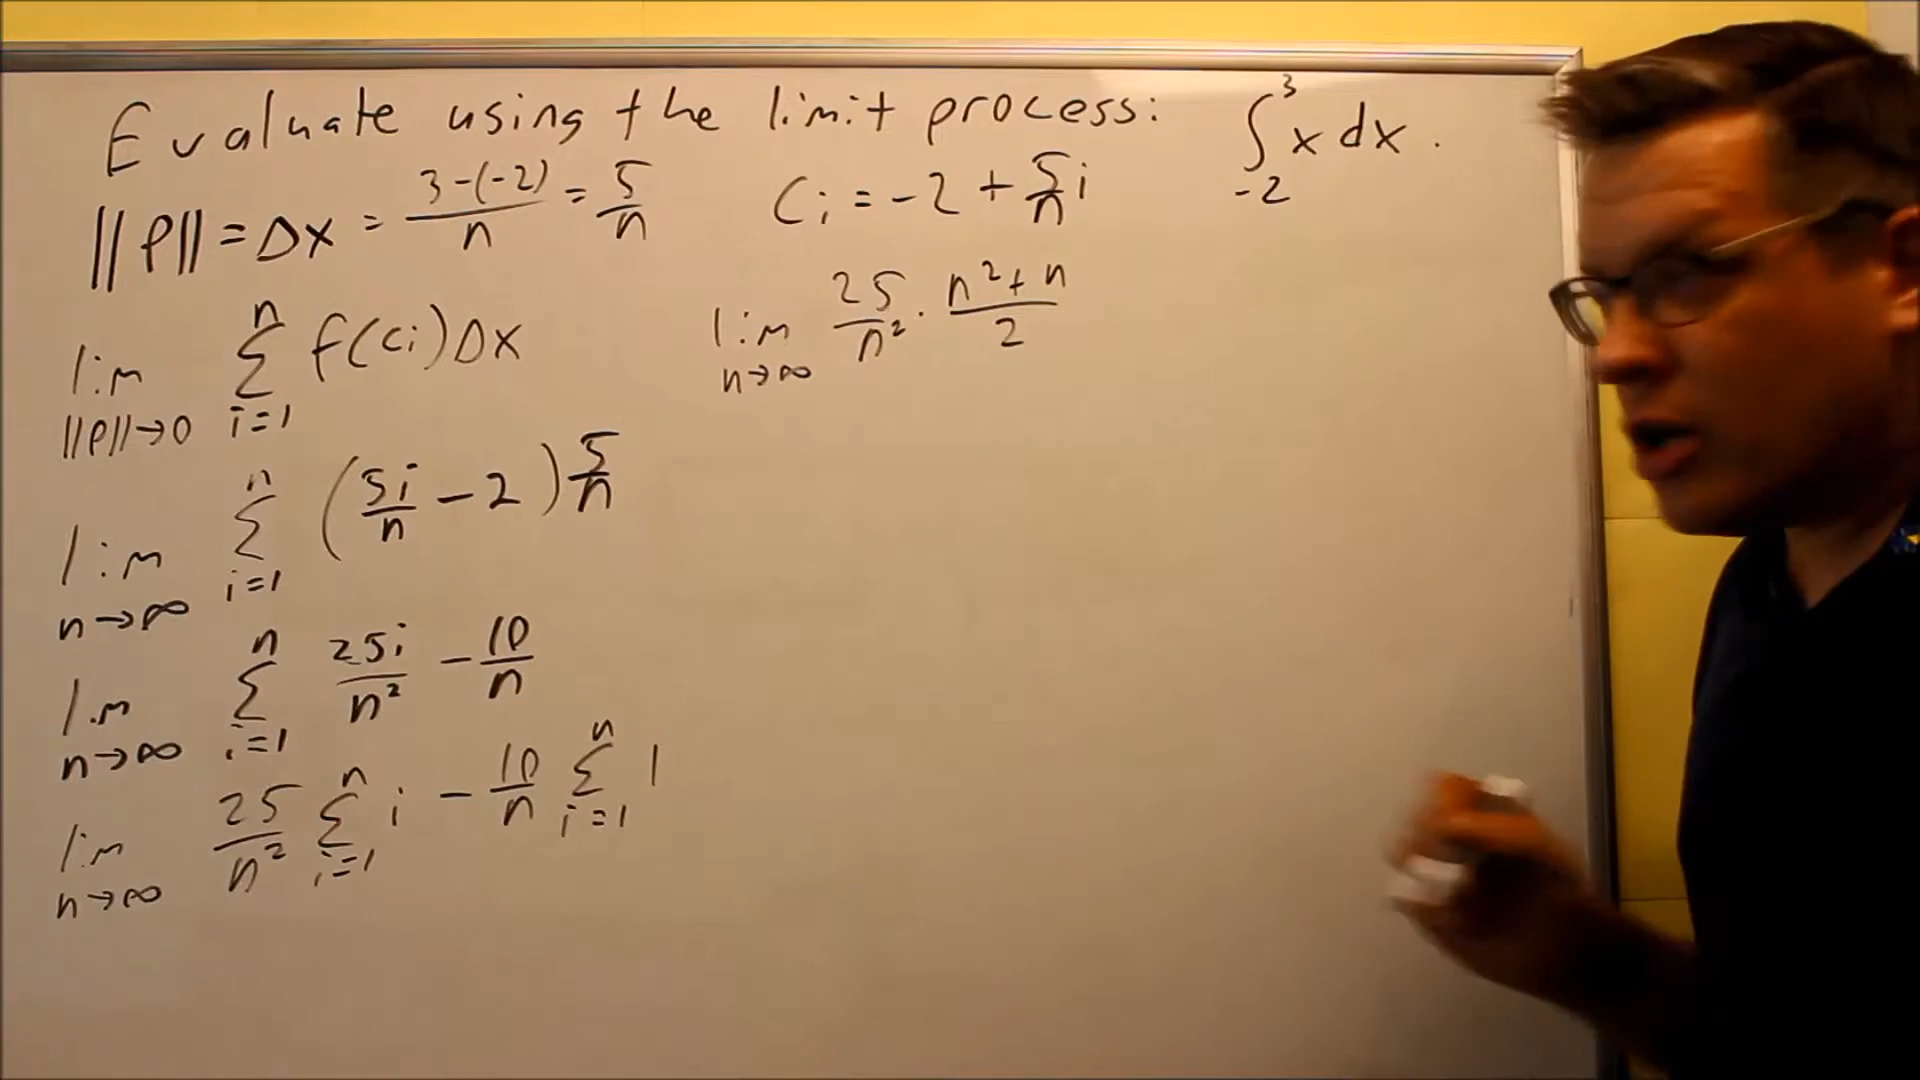 Evaluate using the limit process: ∫_{-2}^{3} x dx.
||P|| = Δx = (3-(-2))/n = 5/n
c_i = -2 + 5/n i
lim_{||P||→0} Σ_{i=1}^{n} f(c_i)Δx
lim_{n→∞} Σ_{i=1}^{n} (5i/n - 2) 5/n
lim_{n→∞} Σ_{i=1}^{n} 25i/n² - 10/n
lim_{n→∞} 25/n² Σ_{i=1}^{n} i - 10/n Σ_{i=1}^{n} 1
lim_{n→∞} 25/n² · (n²+n)/2